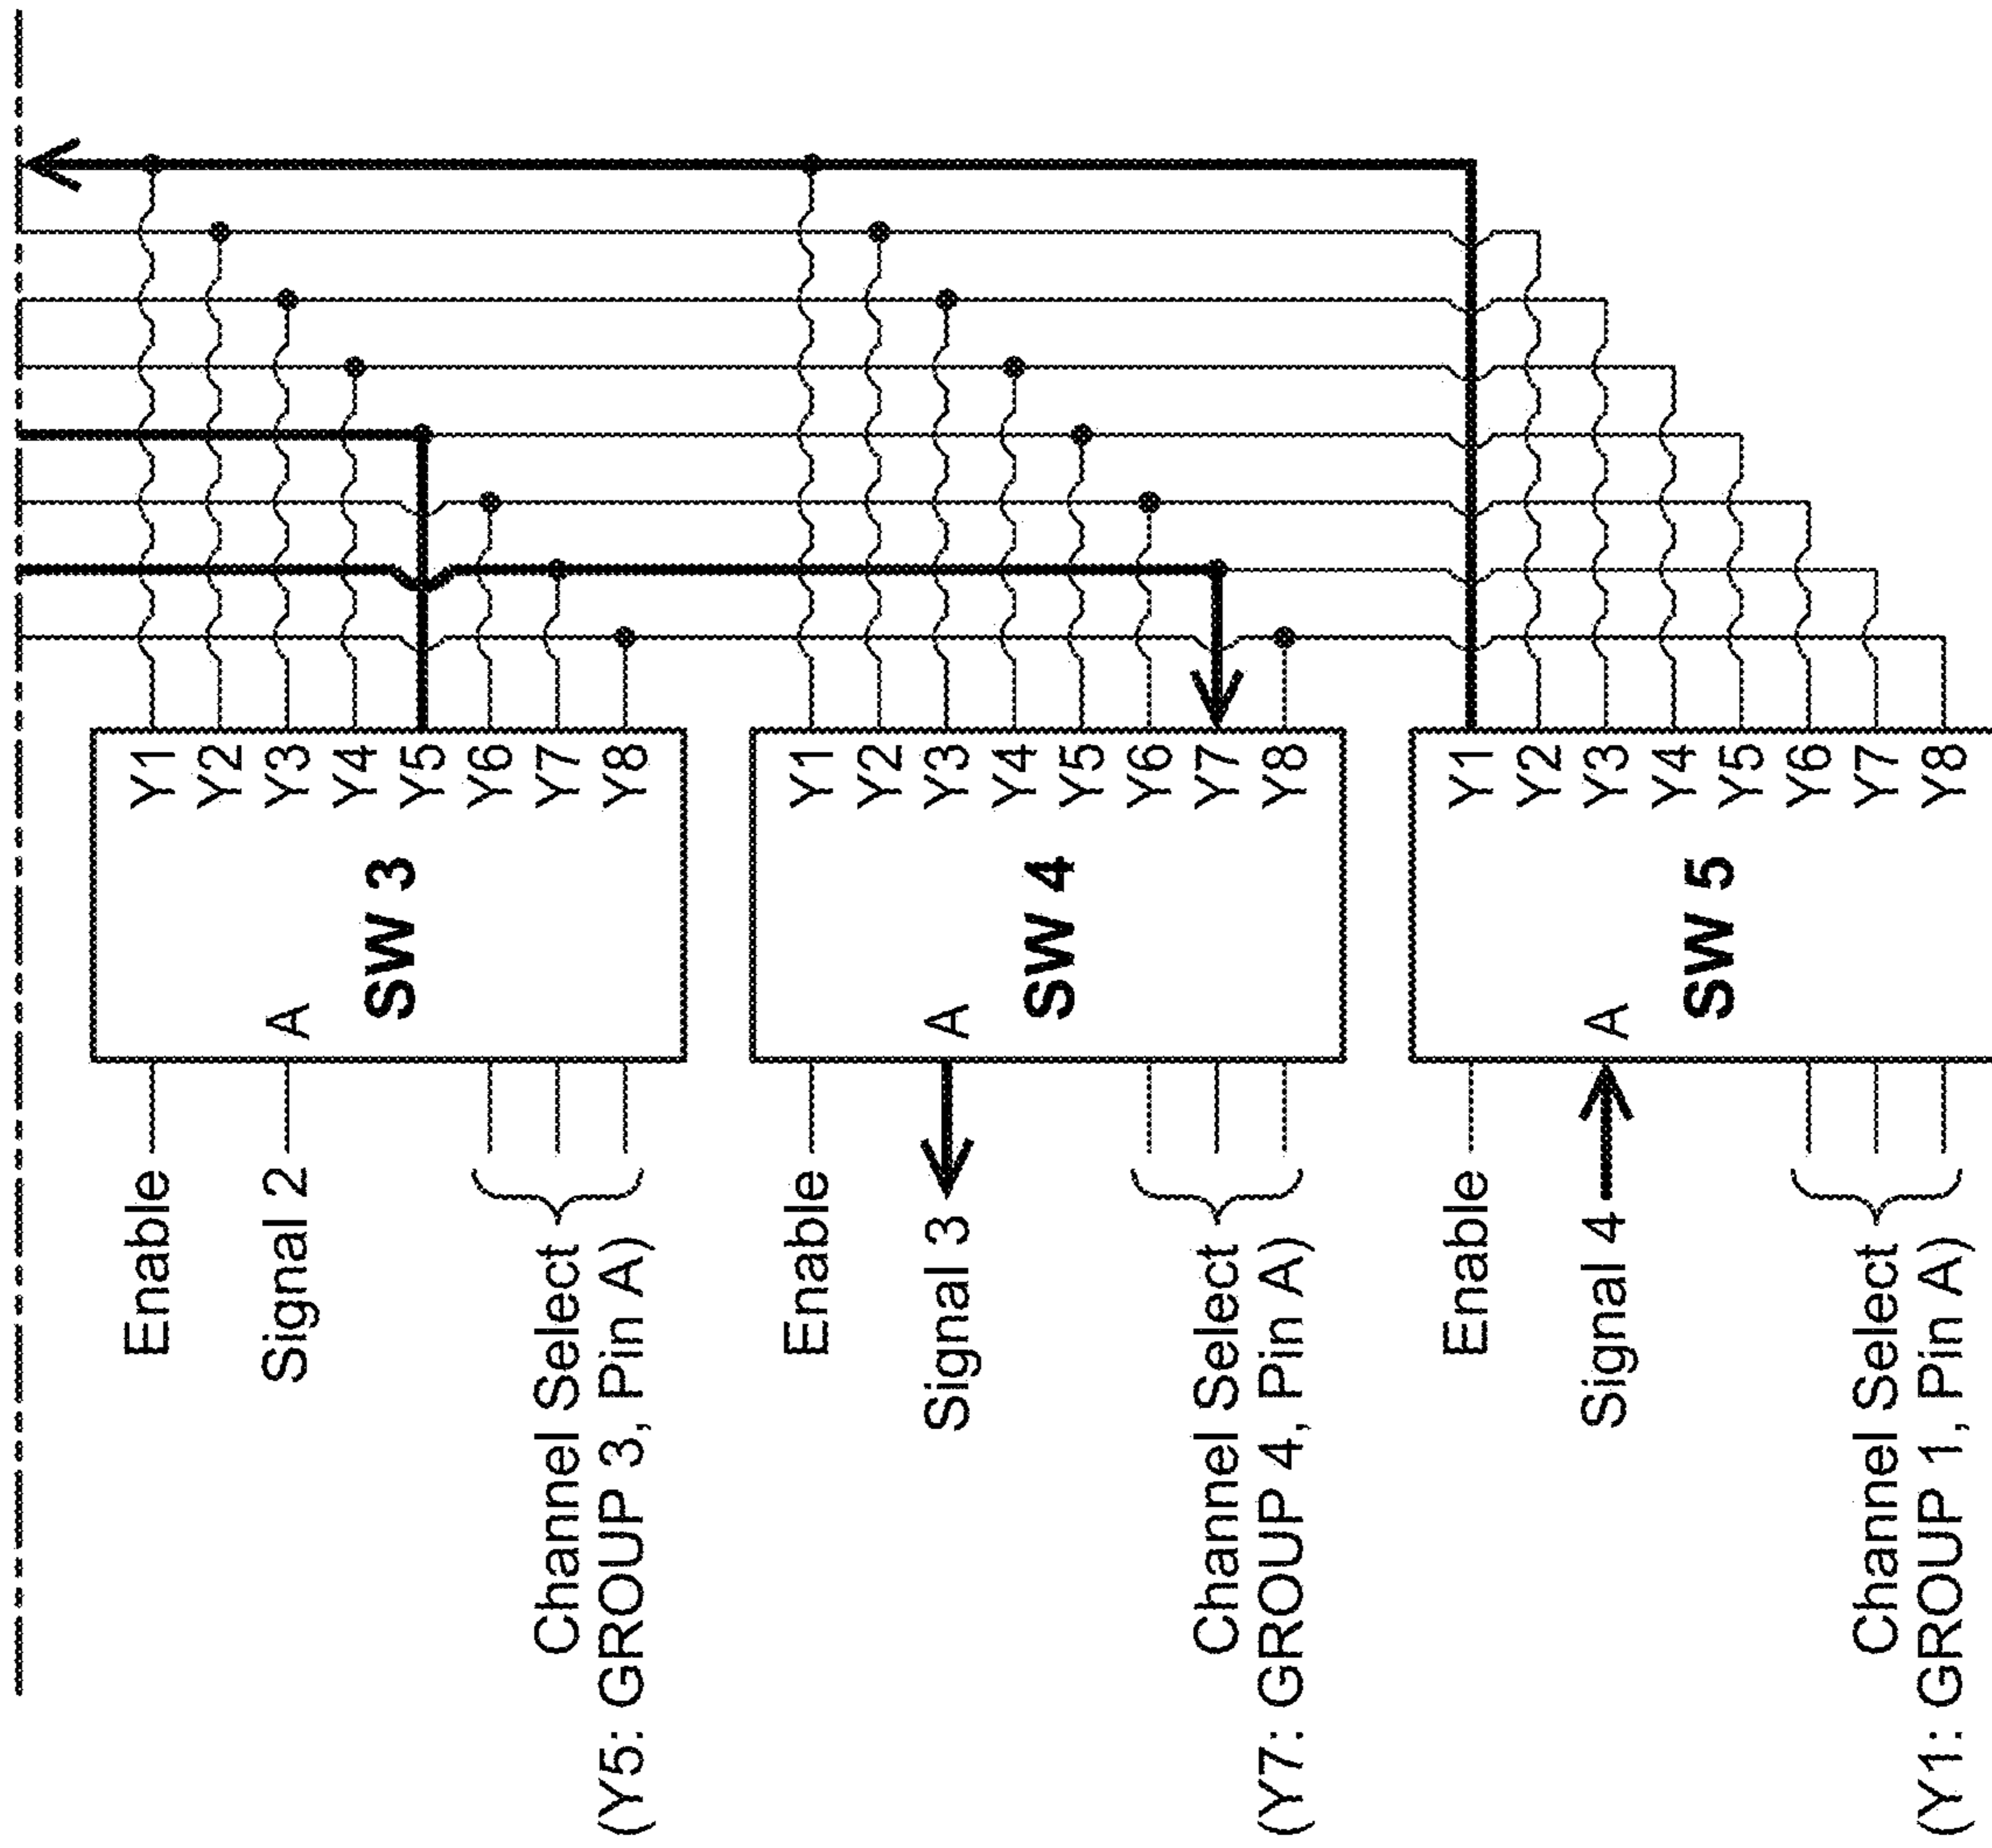 Enable
Signal 2
Channel Select
(Y5: GROUP 3, Pin A)
A
SW 3
Y1
Y2
Y3
Y4
Y5
Y6
Y7
Y8
Enable
Signal 3
Channel Select
(Y7: GROUP 4, Pin A)
A
SW 4
Y1
Y2
Y3
Y4
Y5
Y6
Y7
Y8
Enable
Signal 4
Channel Select
(Y1: GROUP 1, Pin A)
A
SW 5
Y1
Y2
Y3
Y4
Y5
Y6
Y7
Y8